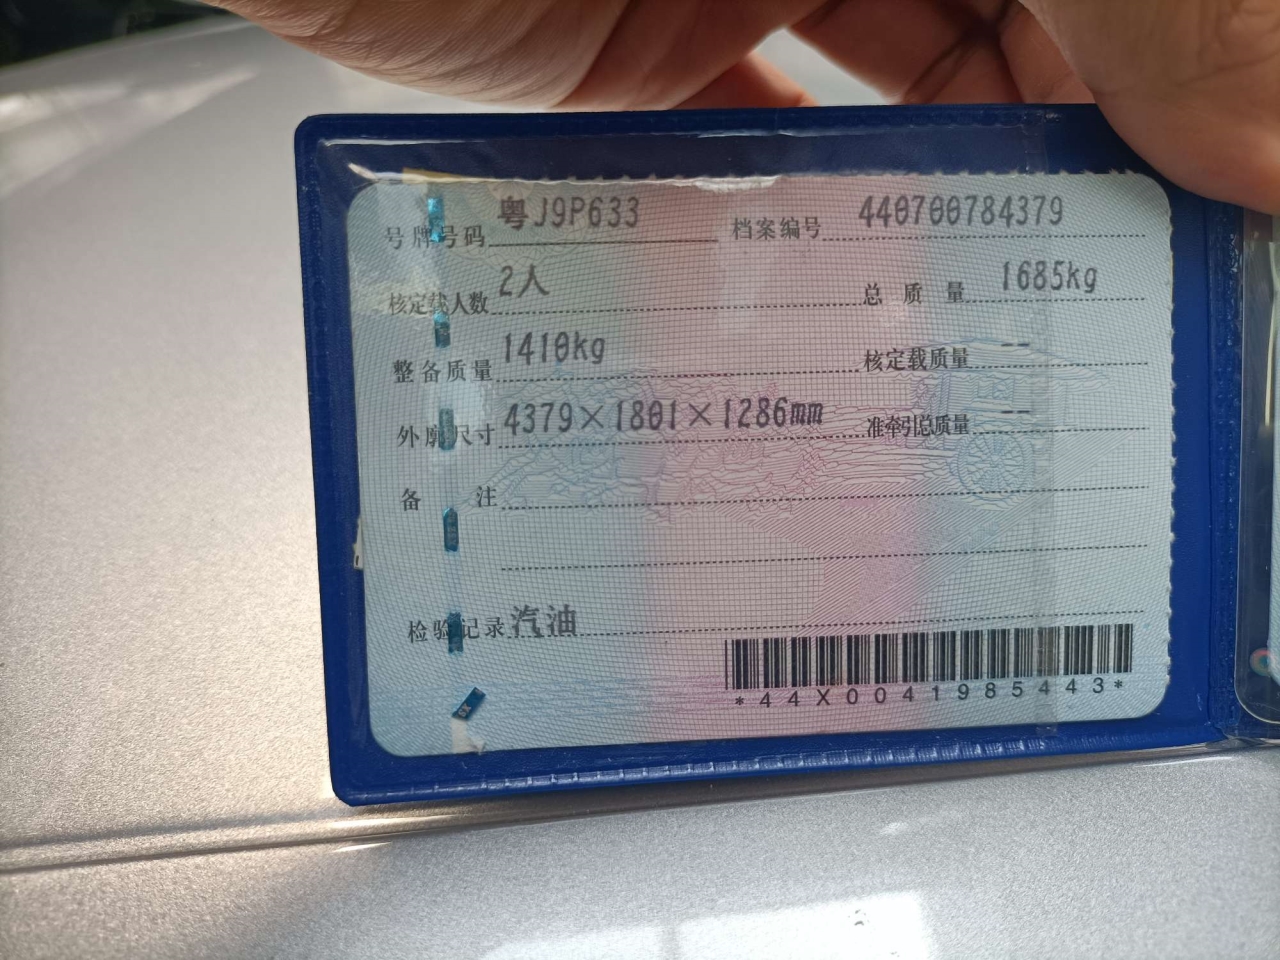 号牌号码 粤J9P633 档案编号 440700784379
核定载人数 2人 总质量 1685kg
整备质量 1410kg 核定载质量 --
外廓尺寸 4379×1801×1286mm 准牵引总质量 --
备注
检验记录 汽油
*44X0041985443*